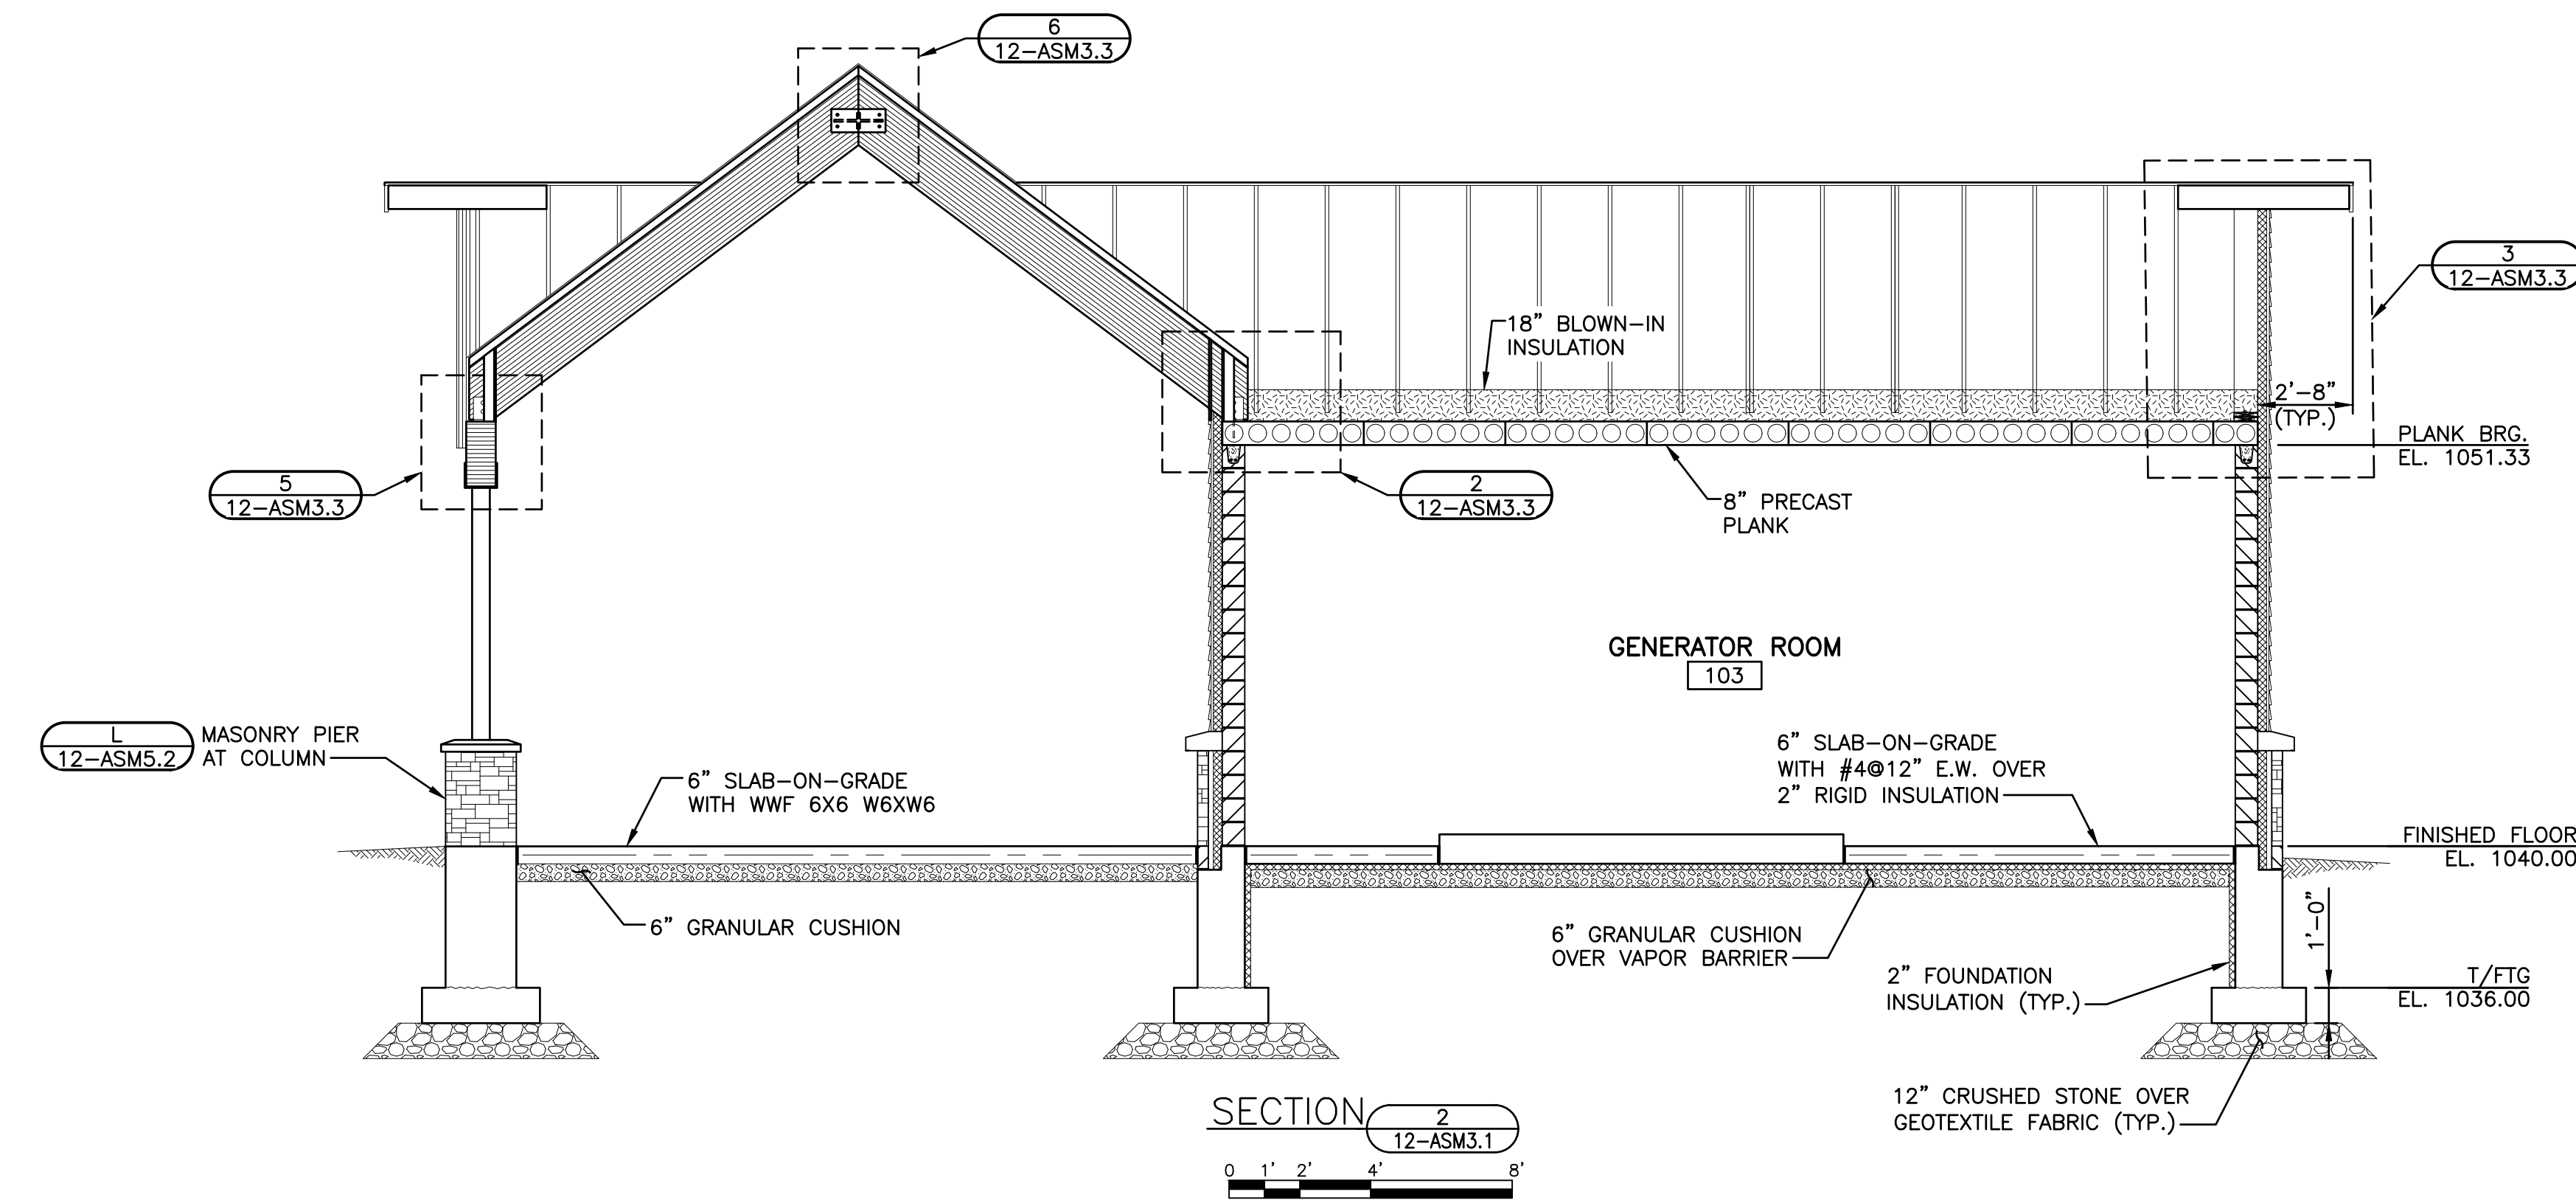 6
12-ASM3.3
3
12-ASM3.3
18" BLOWN-IN
INSULATION
2'-8"
(TYP.)
PLANK BRG.
EL. 1051.33
5
12-ASM3.3
2
12-ASM3.3
8" PRECAST
PLANK
GENERATOR ROOM
103
L
12-ASM5.2
MASONRY PIER
AT COLUMN
6" SLAB-ON-GRADE
WITH WWF 6X6 W6XW6
6" SLAB-ON-GRADE
WITH #4@12" E.W. OVER
2" RIGID INSULATION
FINISHED FLOOR
EL. 1040.00
6" GRANULAR CUSHION
6" GRANULAR CUSHION
OVER VAPOR BARRIER
1'-0"
2" FOUNDATION
INSULATION (TYP.)
T/FTG
EL. 1036.00
12" CRUSHED STONE OVER
GEOTEXTILE FABRIC (TYP.)
SECTION
2
12-ASM3.1
0 1' 2' 4' 8'